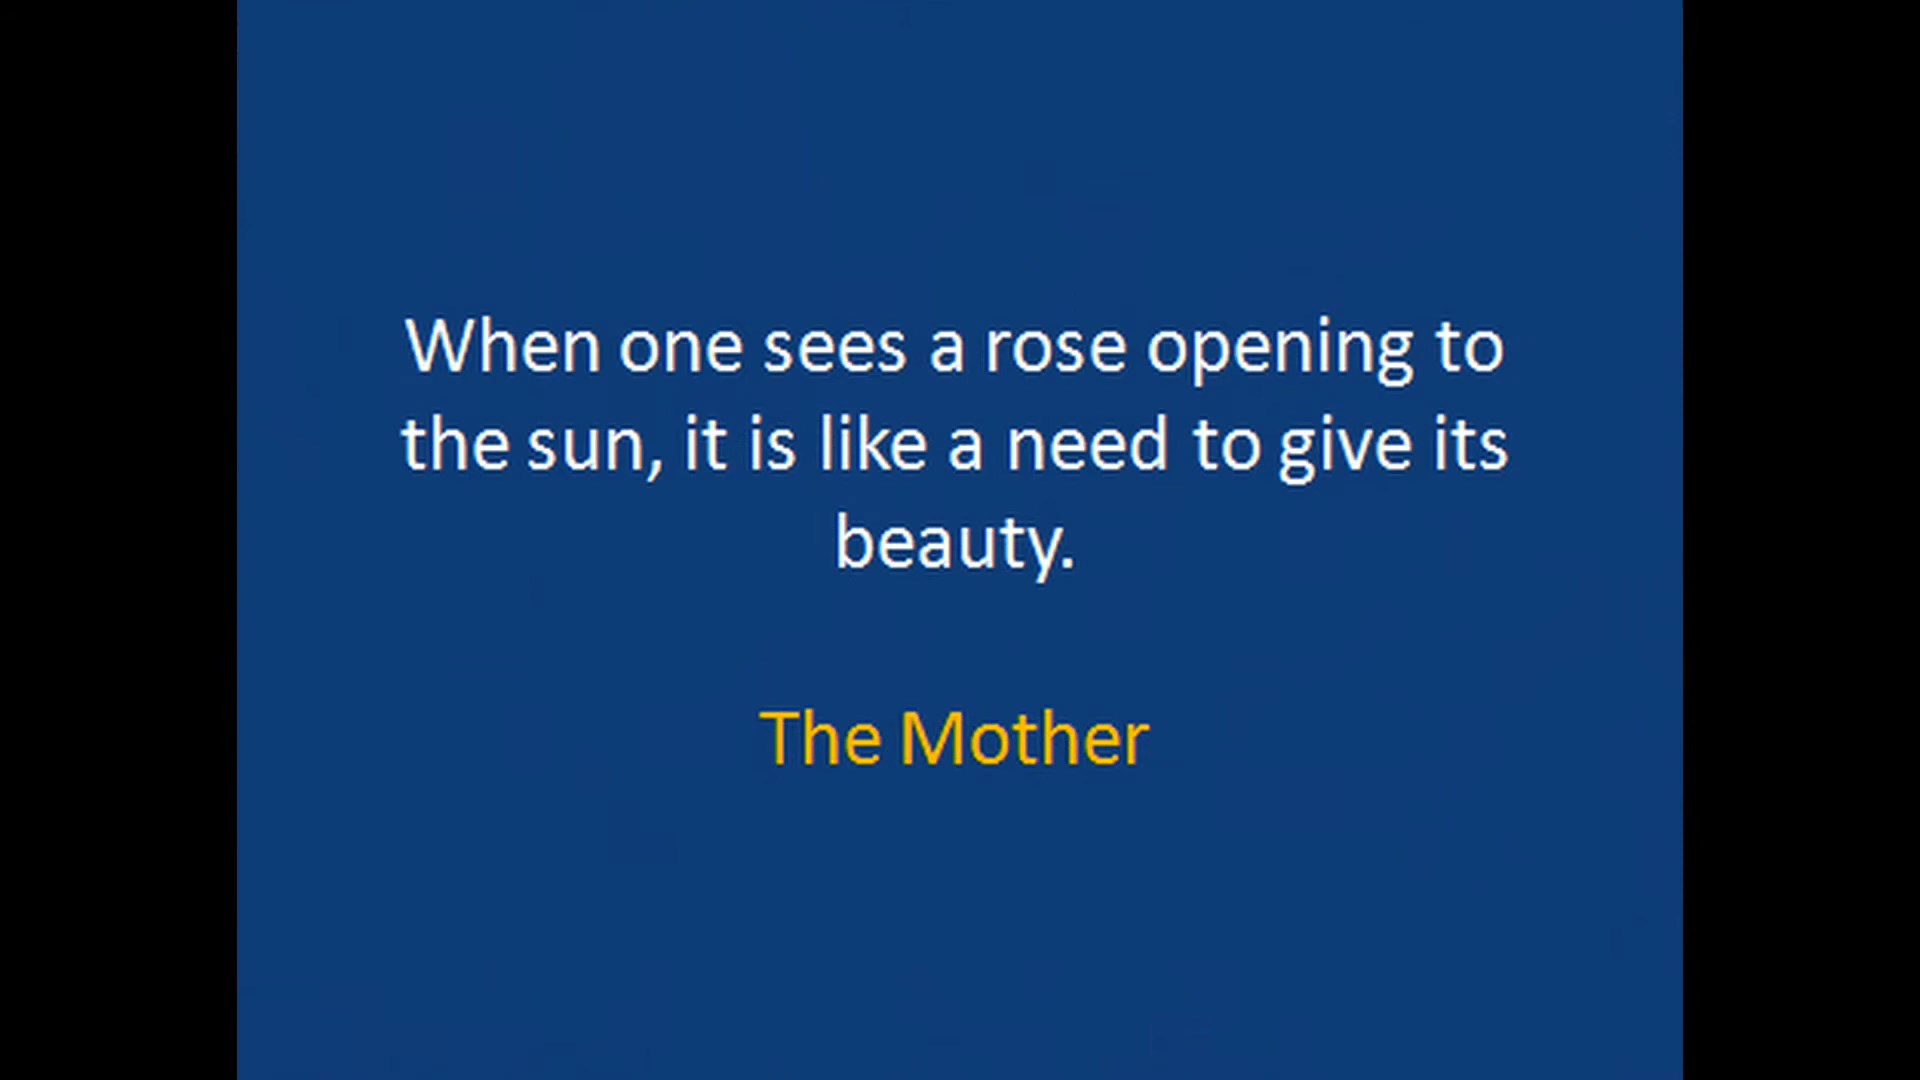 When one sees a rose opening to
the sun, it is like a need to give its
beauty.
The Mother